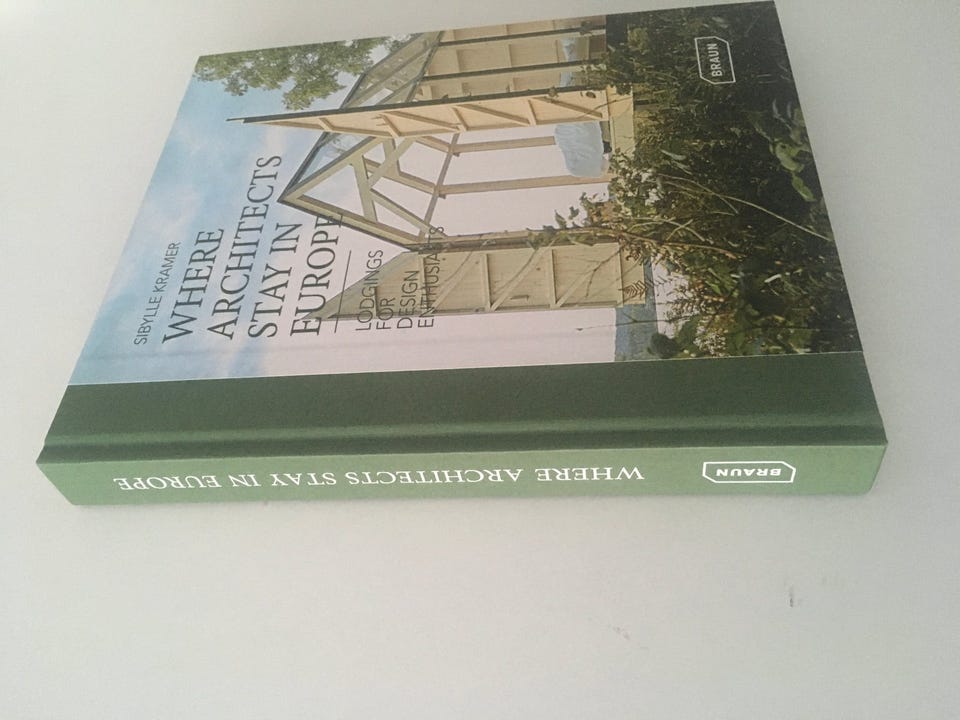 SIBYLLE KRAMER
WHERE
ARCHITECTS
STAY IN
EUROPE
LODGINGS
FOR
DESIGN
ENTHUSIASTS
BRAUN
WHERE ARCHITECTS STAY IN EUROPE
BRAUN